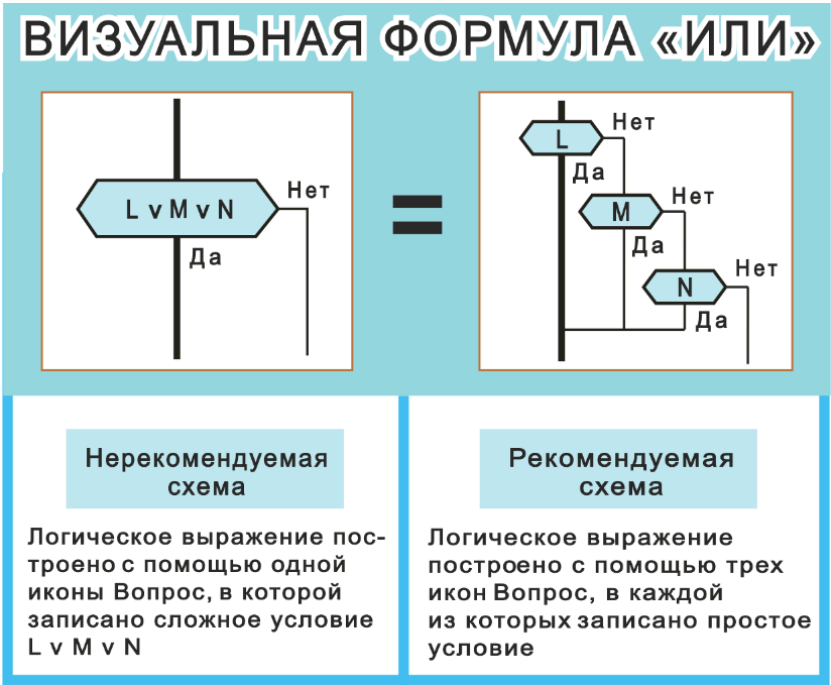 ВИЗУАЛЬНАЯ ФОРМУЛА «ИЛИ»
L v M v N
Нет
Да
=
L
Нет
Да
M
Нет
Да
N
Нет
Да
Нерекомендуемая
схема
Логическое выражение пос-
троено с помощью одной
иконы Вопрос, в которой
записано сложное условие
L v M v N
Рекомендуемая
схема
Логическое выражение
построено с помощью трех
икон Вопрос, в каждой
из которых записано простое
условие